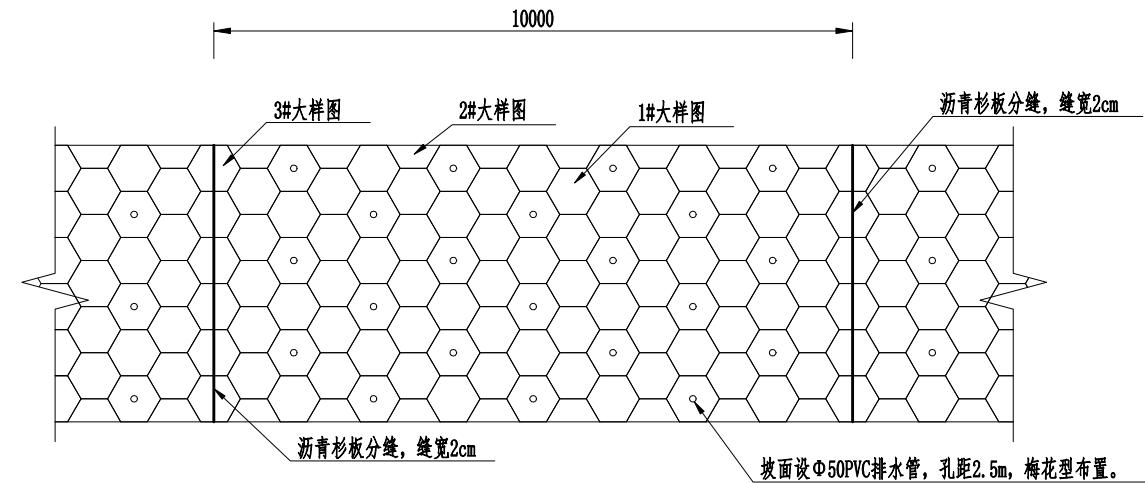 10000
3#大样图
2#大样图
1#大样图
沥青杉板分缝，缝宽2cm
沥青杉板分缝，缝宽2cm
坡面设Φ50PVC排水管，孔距2.5m，梅花型布置。